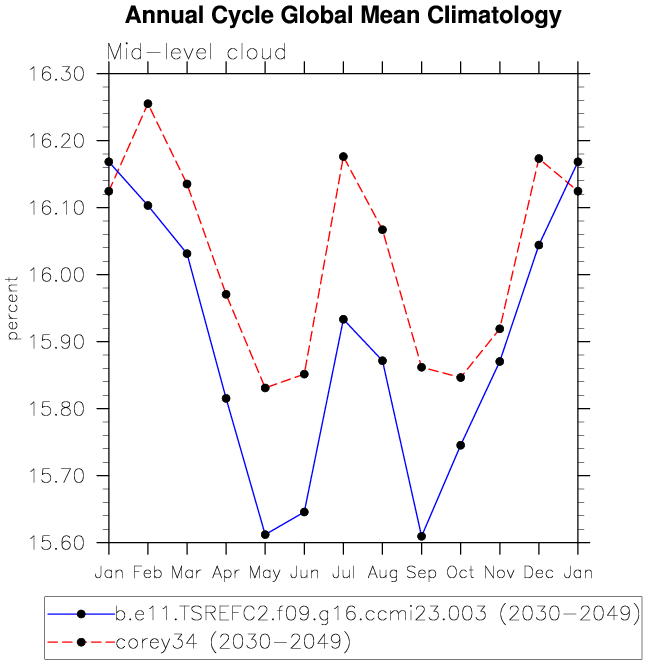 Annual Cycle Global Mean Climatology
Mid-level cloud
16.30
16.20
16.10
16.00
15.90
15.80
15.70
15.60
percent
Jan Feb Mar Apr May Jun Jul Aug Sep Oct Nov Dec Jan
b.e11.TSREFC2.f09.g16.ccmi23.003 (2030-2049)
corey34 (2030-2049)